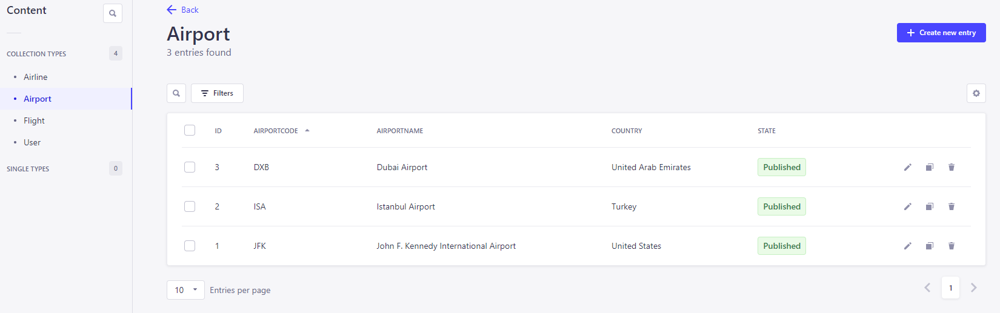 Content
COLLECTION TYPES 4
Airline
Airport
Flight
User
SINGLE TYPES 0
Back
Airport
3 entries found
Create new entry
Filters
ID AIRPORTCODE AIRPORTNAME COUNTRY STATE
3 DXB Dubai Airport United Arab Emirates Published
2 ISA Istanbul Airport Turkey Published
1 JFK John F. Kennedy International Airport United States Published
10 Entries per page
1